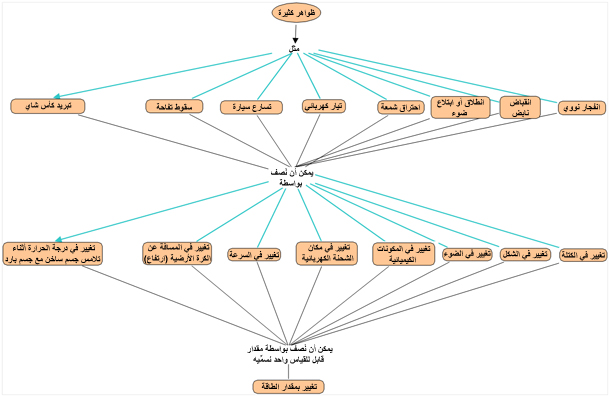 ظواهر كثيرة
مثل
انفجار نووي
انقباض
نابض
انطلاق أو ابتلاع
ضوء
احتراق شمعة
تيار كهربائي
تسارع سيارة
سقوط تفاحة
تبريد كأس شاي
يمكن أن نصف
بواسطة
تغيير في الكتلة
تغيير في الشكل
تغيير في الضوء
تغيير في المكونات
الكيميائية
تغيير في مكان
الشحنة الكهربائية
تغيير في السرعة
تغيير في المسافة عن
الكرة الأرضية (ارتفاع)
تغيير في درجة الحرارة أثناء
تلامس جسم ساخن مع جسم بارد
يمكن أن نصف بواسطة مقدار
قابل للقياس واحد نسميه
تغيير بمقدار الطاقة